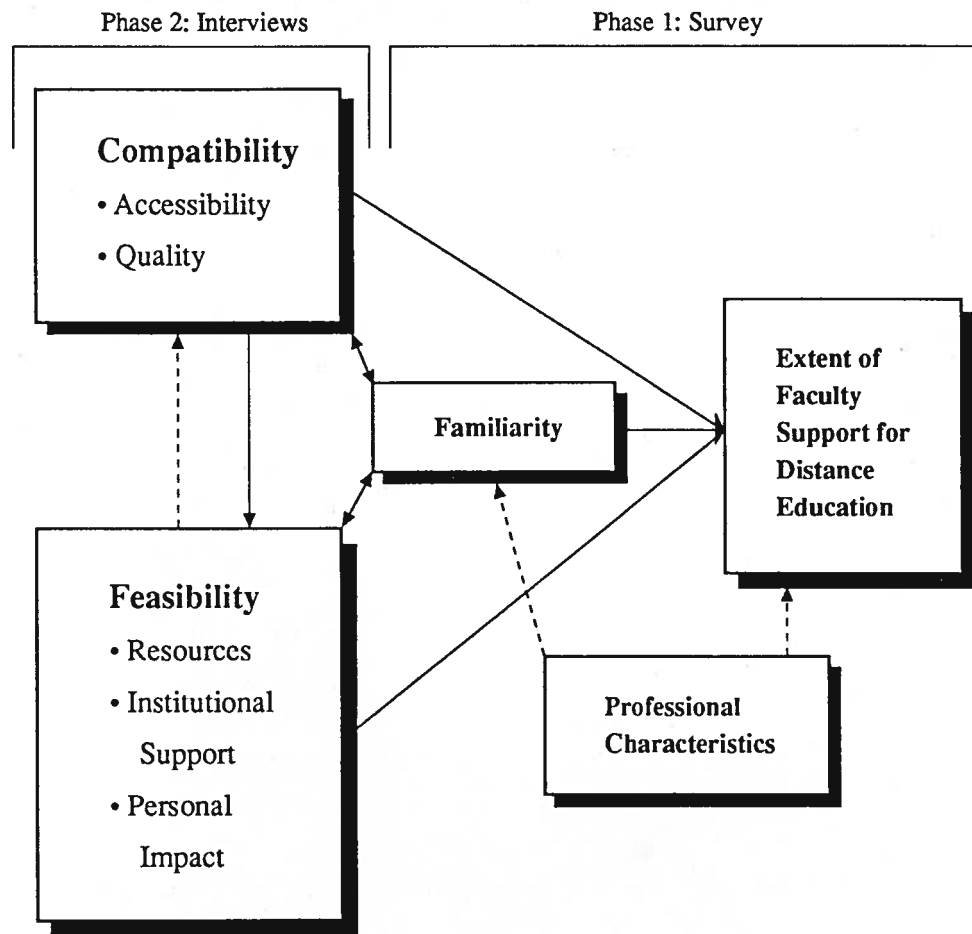 Phase 2: Interviews
Phase 1: Survey
Compatibility
• Accessibility
• Quality
Familiarity
Extent of
Faculty
Support for
Distance
Education
Feasibility
• Resources
• Institutional
Support
• Personal
Impact
Professional
Characteristics